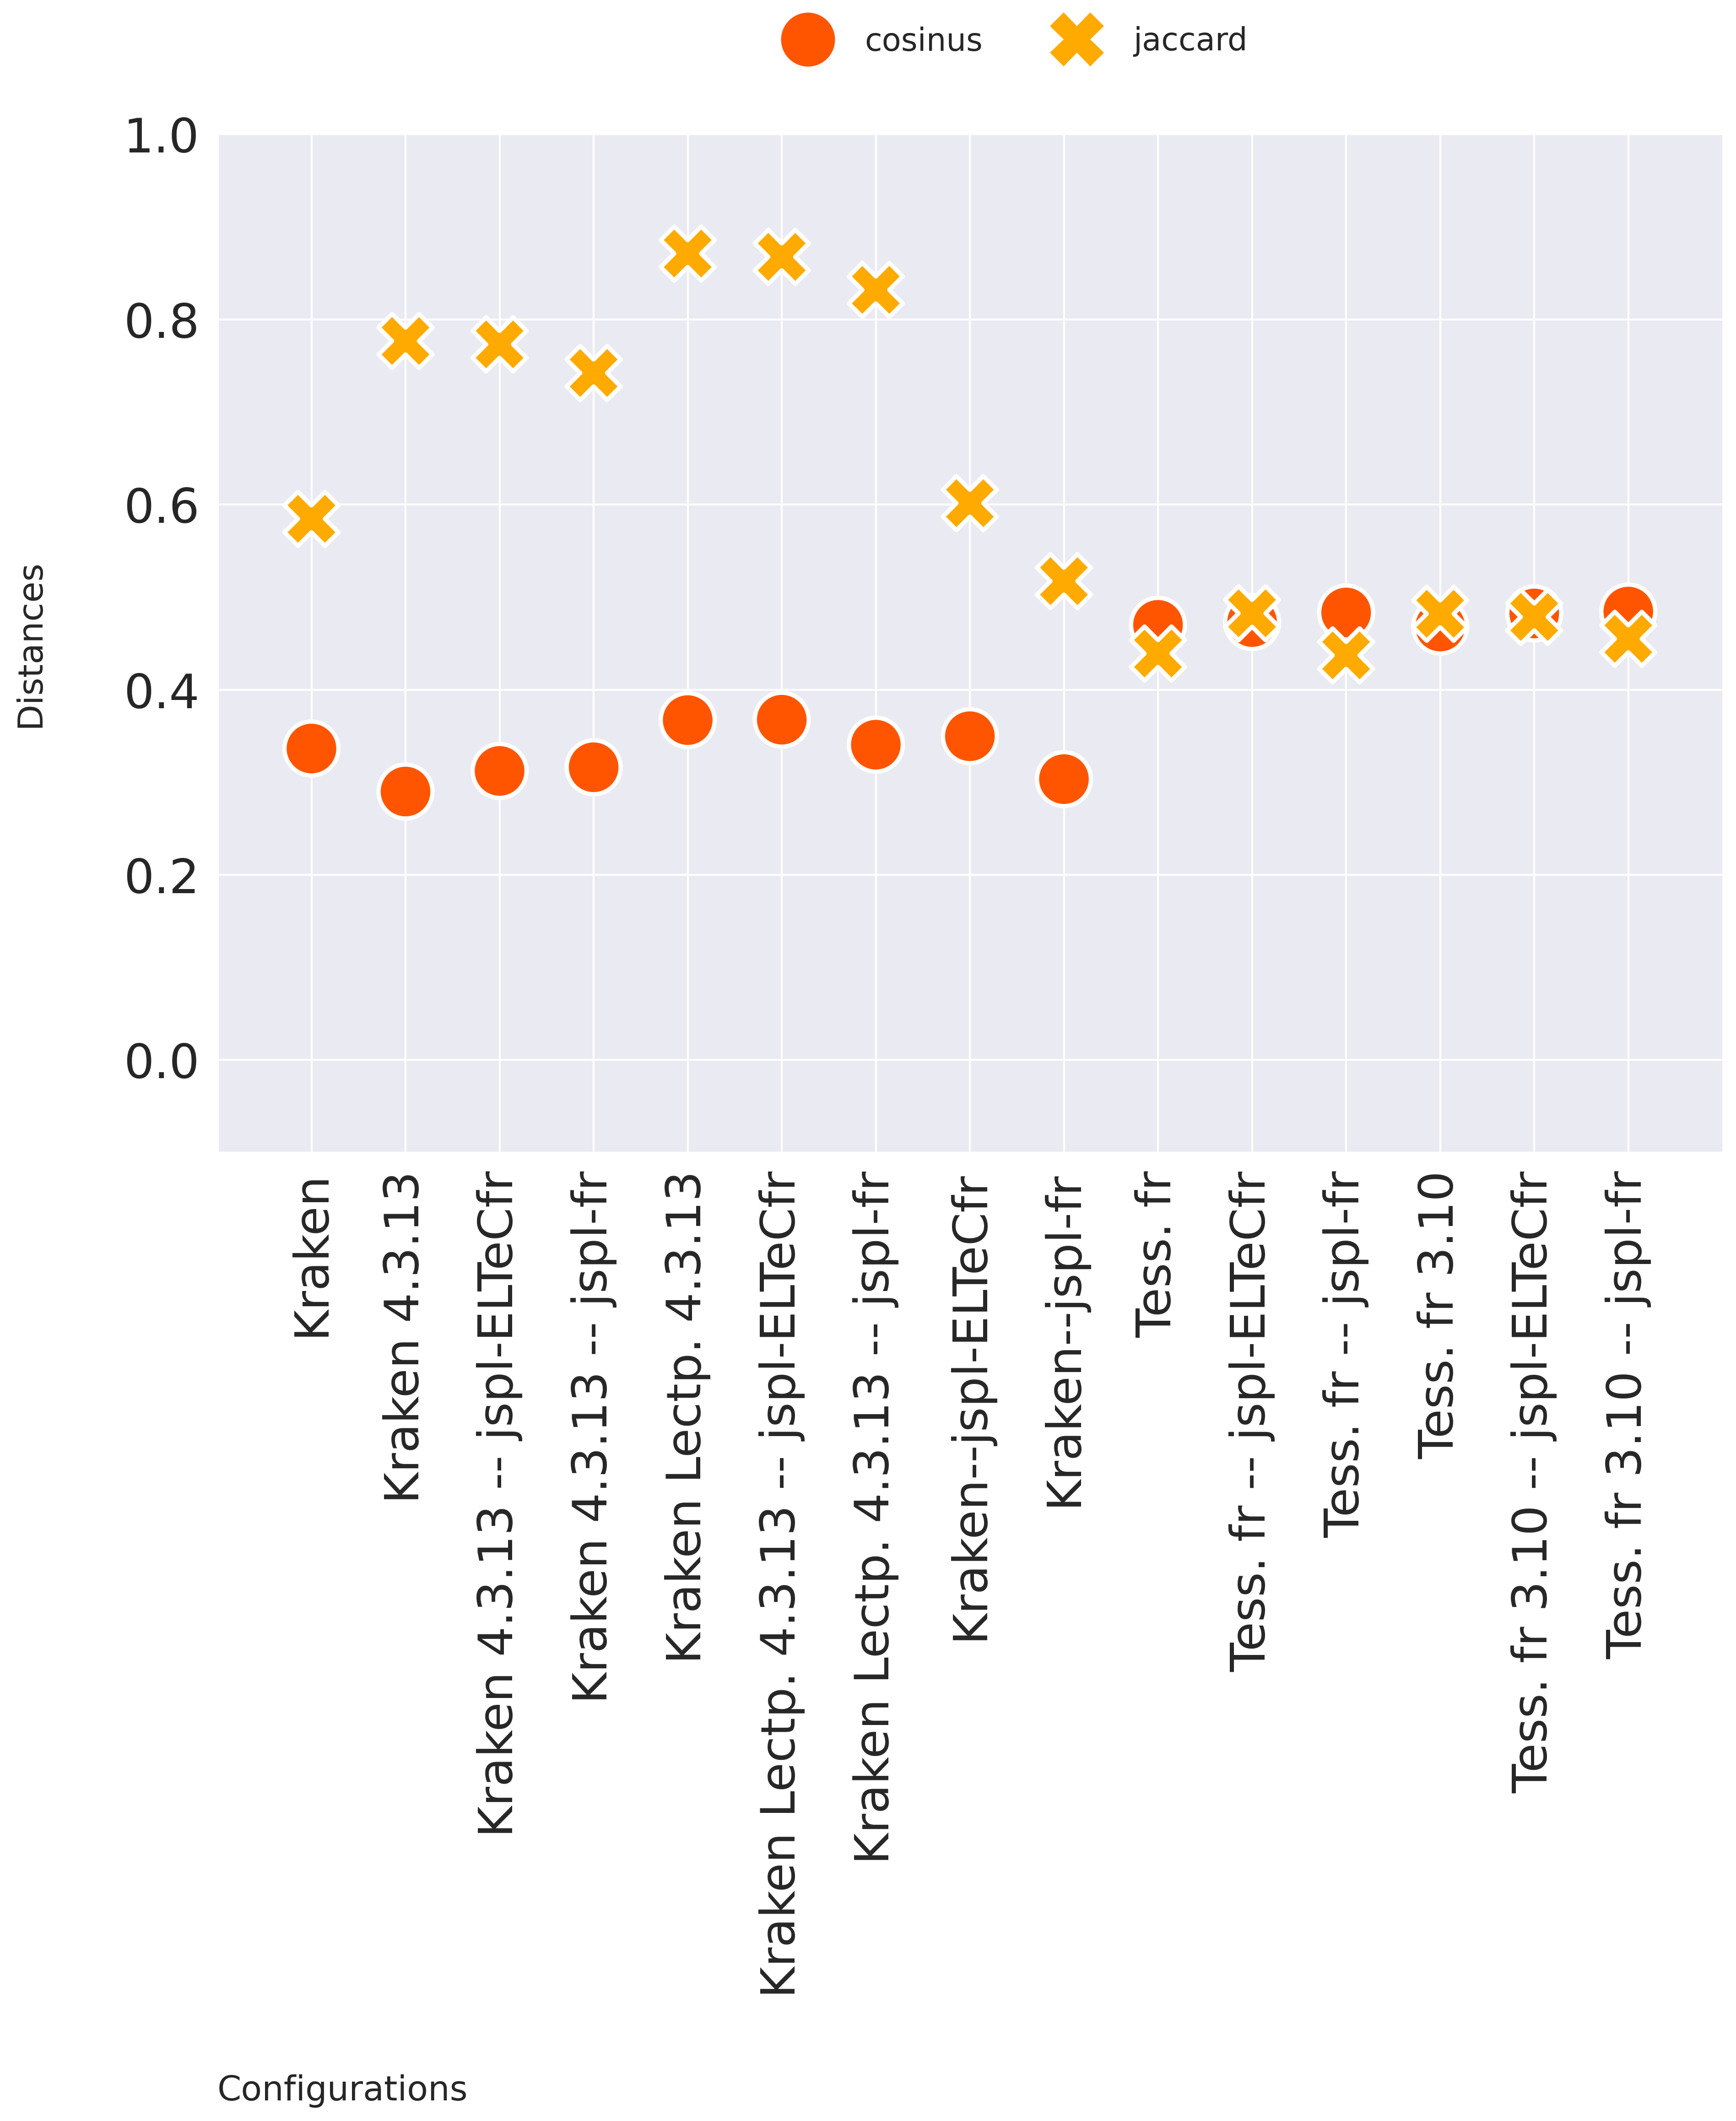 cosinus jaccard
1.0
0.8
0.6
0.4
0.2
0.0
Distances
Kraken
Kraken 4.3.13
Kraken 4.3.13 -- jspl-ELTeCfr
Kraken 4.3.13 -- jspl-fr
Kraken Lectp. 4.3.13
Kraken Lectp. 4.3.13 -- jspl-ELTeCfr
Kraken Lectp. 4.3.13 -- jspl-fr
Kraken--jspl-ELTeCfr
Kraken--jspl-fr
Tess. fr
Tess. fr -- jspl-ELTeCfr
Tess. fr -- jspl-fr
Tess. fr 3.10
Tess. fr 3.10 -- jspl-ELTeCfr
Tess. fr 3.10 -- jspl-fr
Configurations